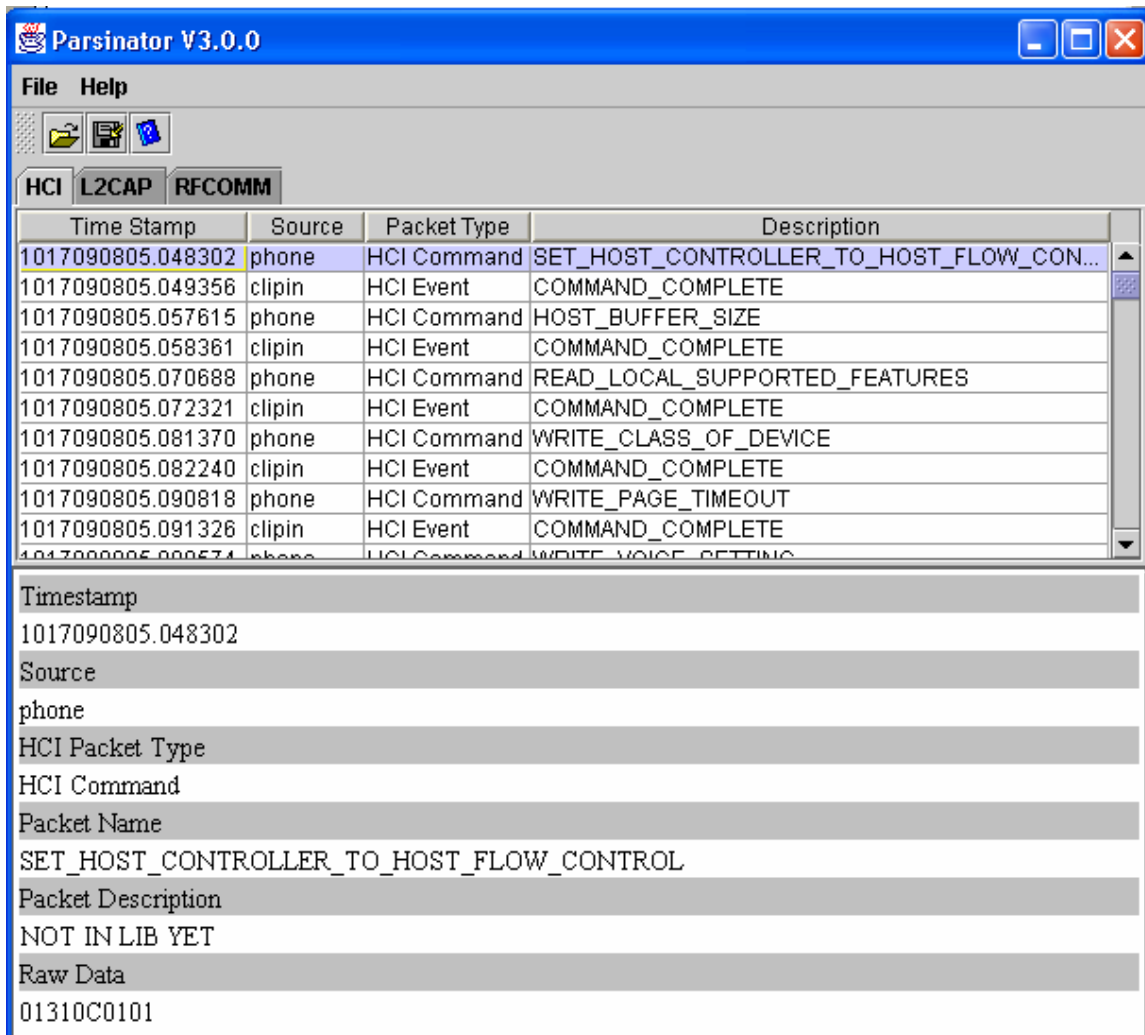 Parsinator V3.0.0
File Help
HCI L2CAP RFCOMM
Time Stamp Source Packet Type Description
1017090805.048302 phone HCI Command SET_HOST_CONTROLLER_TO_HOST_FLOW_CON...
1017090805.049356 clipin HCI Event COMMAND_COMPLETE
1017090805.057615 phone HCI Command HOST_BUFFER_SIZE
1017090805.058361 clipin HCI Event COMMAND_COMPLETE
1017090805.070688 phone HCI Command READ_LOCAL_SUPPORTED_FEATURES
1017090805.072321 clipin HCI Event COMMAND_COMPLETE
1017090805.081370 phone HCI Command WRITE_CLASS_OF_DEVICE
1017090805.082240 clipin HCI Event COMMAND_COMPLETE
1017090805.090818 phone HCI Command WRITE_PAGE_TIMEOUT
1017090805.091326 clipin HCI Event COMMAND_COMPLETE
phone HCI Command WRITE_VOICE_SETTING
Timestamp
1017090805.048302
Source
phone
HCI Packet Type
HCI Command
Packet Name
SET_HOST_CONTROLLER_TO_HOST_FLOW_CONTROL
Packet Description
NOT IN LIB YET
Raw Data
01310C0101